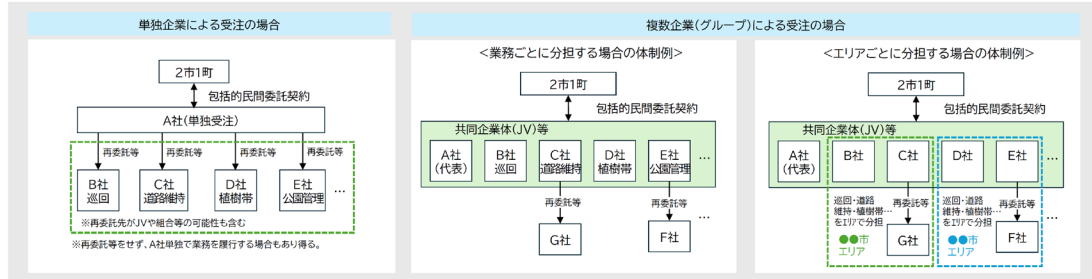 単独企業による受注の場合
2市1町
包括的民間委託契約
A社(単独受注)
再委託等
再委託等
再委託等
再委託等
B社
巡回
C社
道路維持
D社
植樹帯
E社
公園管理
…
※再委託先がJVや組合等の可能性も含む
※再委託等をせず、A社単独で業務を履行する場合もあり得る。
複数企業(グループ)による受注の場合
<業務ごとに分担する場合の体制例>
2市1町
包括的民間委託契約
共同企業体(JV)等
A社
(代表)
B社
巡回
C社
道路維持
D社
植樹帯
E社
公園管理
…
再委託等
再委託等
G社
F社
…
<エリアごとに分担する場合の体制例>
2市1町
包括的民間委託契約
共同企業体(JV)等
A社
(代表)
B社
C社
D社
E社
…
巡回・道路
維持・植樹帯…
をエリアで分担
再委託等
●●市
エリア
G社
巡回・道路
維持・植樹帯…
をエリアで分担
再委託等
●●市
エリア
F社
…